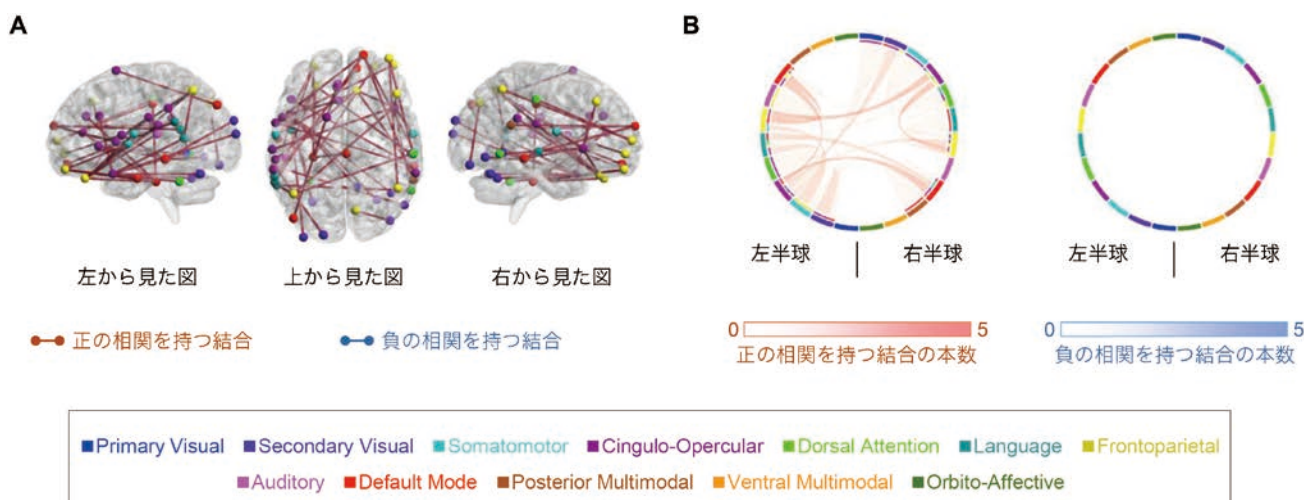 A
B
左から見た図
上から見た図
右から見た図
左半球
右半球
左半球
右半球
正の相関を持つ結合
負の相関を持つ結合
0
5
正の相関を持つ結合の本数
0
5
負の相関を持つ結合の本数
Primary Visual Secondary Visual Somatomotor Cingulo-Opercular Dorsal Attention Language Frontoparietal
Auditory Default Mode Posterior Multimodal Ventral Multimodal Orbito-Affective